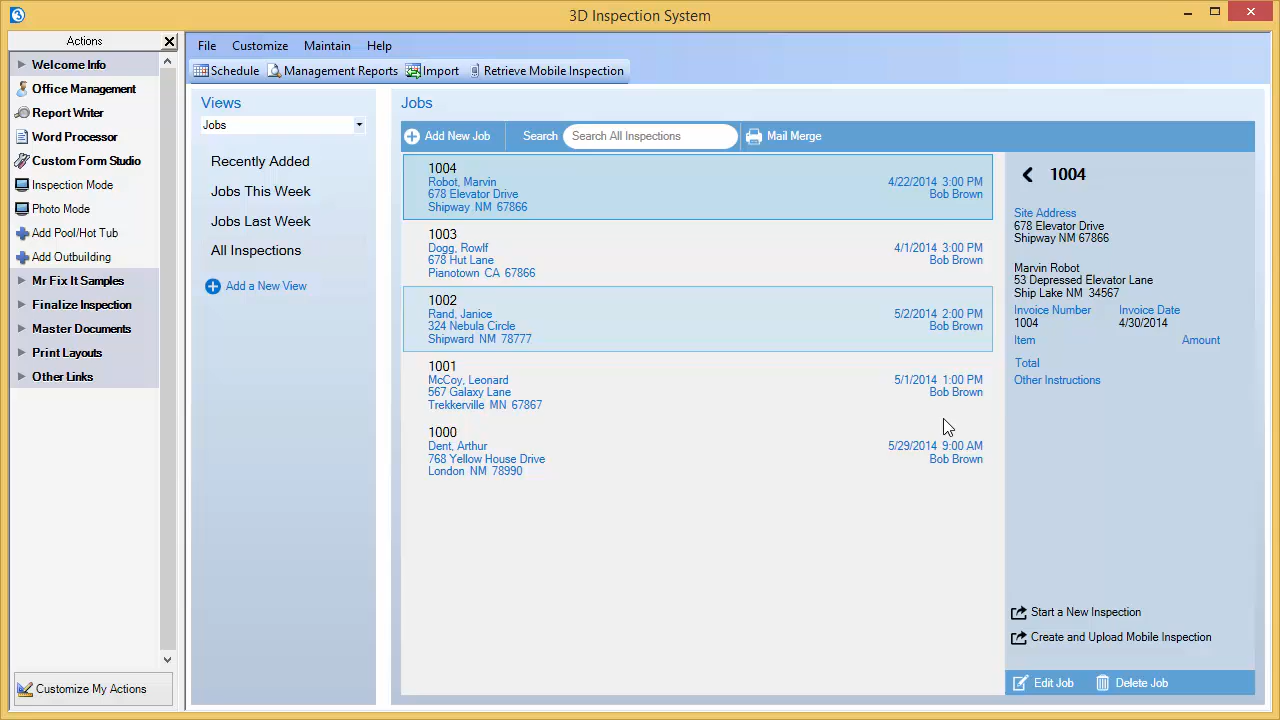 3D Inspection System
Actions
Welcome Info
Office Management
Report Writer
Word Processor
Custom Form Studio
Inspection Mode
Photo Mode
Add Pool/Hot Tub
Add Outbuilding
Mr Fix It Samples
Finalize Inspection
Master Documents
Print Layouts
Other Links
Customize My Actions
File Customize Maintain Help
Schedule Management Reports Import Retrieve Mobile Inspection
Views
Jobs
Recently Added
Jobs This Week
Jobs Last Week
All Inspections
Add a New View
Jobs
Add New Job Search Search All Inspections Mail Merge
1004
Robot, Marvin 4/22/2014 3:00 PM
678 Elevator Drive Bob Brown
Shipway NM 67866
1003
Dogg, Rowlf 4/1/2014 3:00 PM
678 Hut Lane Bob Brown
Pianotown CA 67866
1002
Rand, Janice 5/2/2014 2:00 PM
324 Nebula Circle Bob Brown
Shipward NM 78777
1001
McCoy, Leonard 5/1/2014 1:00 PM
567 Galaxy Lane Bob Brown
Trekkerville MN 67867
1000
Dent, Arthur 5/29/2014 9:00 AM
768 Yellow House Drive Bob Brown
London NM 78990
1004
Site Address
678 Elevator Drive
Shipway NM 67866
Marvin Robot
53 Depressed Elevator Lane
Ship Lake NM 34567
Invoice Number Invoice Date
1004 4/30/2014
Item Amount
Total
Other Instructions
Start a New Inspection
Create and Upload Mobile Inspection
Edit Job Delete Job